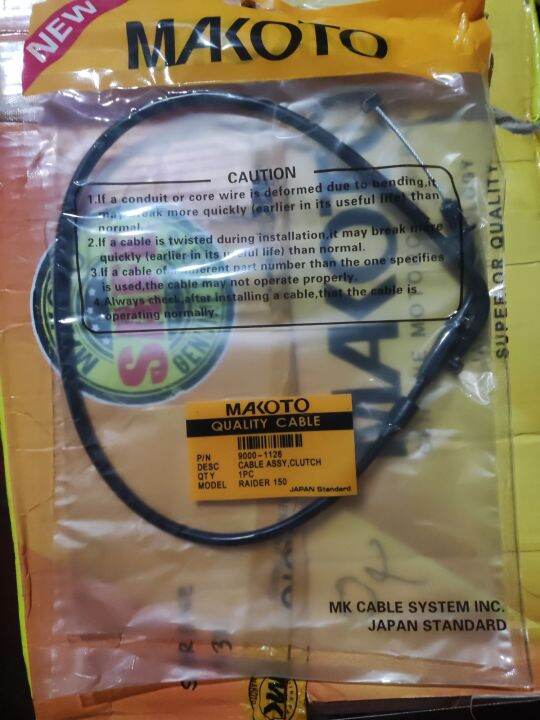 NEW
MAKOTO
CAUTION
1.If a conduit or core wire is deformed due to bending,it
may break more quickly (earlier in its useful life) than
normal.
2.If a cable is twisted during installation,it may break more
quickly (earlier in its useful life) than normal.
3.If a cable of different part number than the one specifies
is used,the cable may not operate properly.
4.Always check,after installing a cable,that the cable is
operating normally.
MAKOTO
SUPERIOR QUALITY
MAKOTO
QUALITY CABLE
P/N 9000-1126
DESC CABLE ASSY,CLUTCH
QTY 1PC
MODEL RAIDER 150
JAPAN Standard
MK CABLE SYSTEM INC.
JAPAN STANDARD
MAKOTO
MK